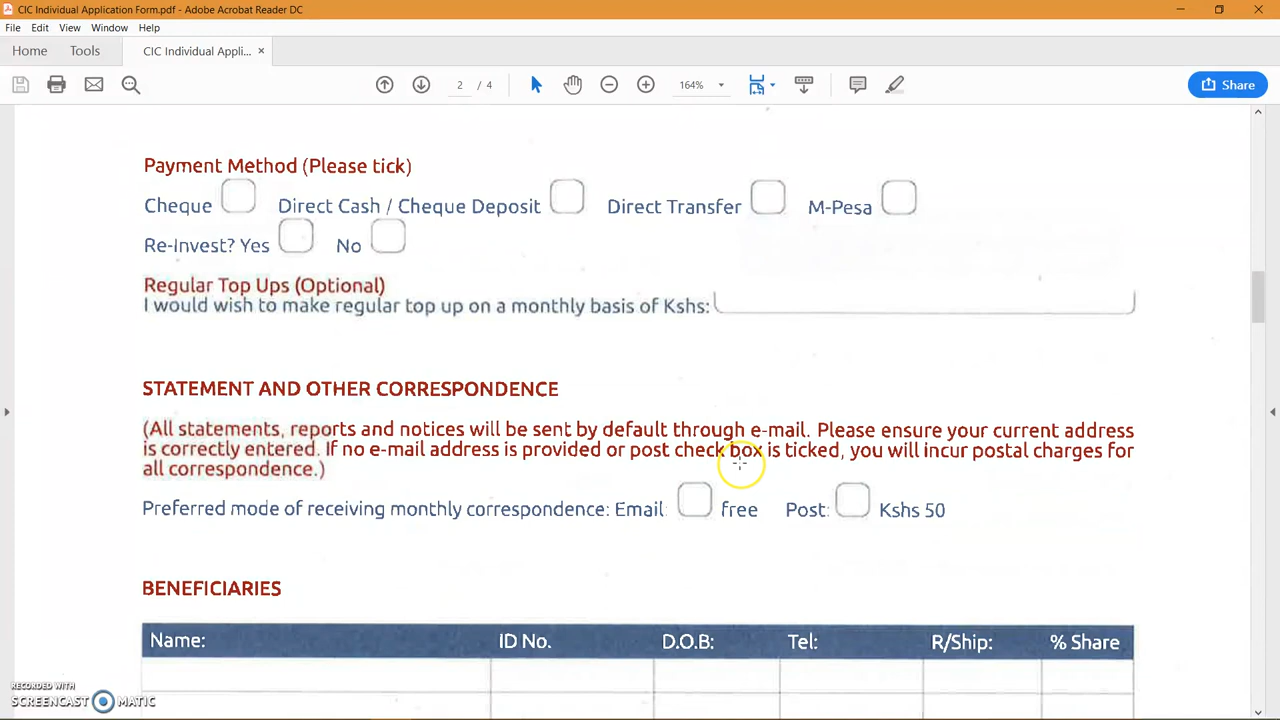 CIC Individual Application Form.pdf - Adobe Acrobat Reader DC
File Edit View Window Help
Home Tools CIC Individual Appli... ×
2 / 4 164% Share
Payment Method (Please tick)
Cheque Direct Cash / Cheque Deposit Direct Transfer M-Pesa
Re-Invest? Yes No
Regular Top Ups (Optional)
I would wish to make regular top up on a monthly basis of Kshs:
STATEMENT AND OTHER CORRESPONDENCE
(All statements, reports and notices will be sent by default through e-mail. Please ensure your current address
is correctly entered. If no e-mail address is provided or post check box is ticked, you will incur postal charges for
all correspondence.)
Preferred mode of receiving monthly correspondence: Email: free Post: Kshs 50
BENEFICIARIES
Name: ID No. D.O.B: Tel: R/Ship: % Share
RECORDED WITH
SCREENCAST MATIC